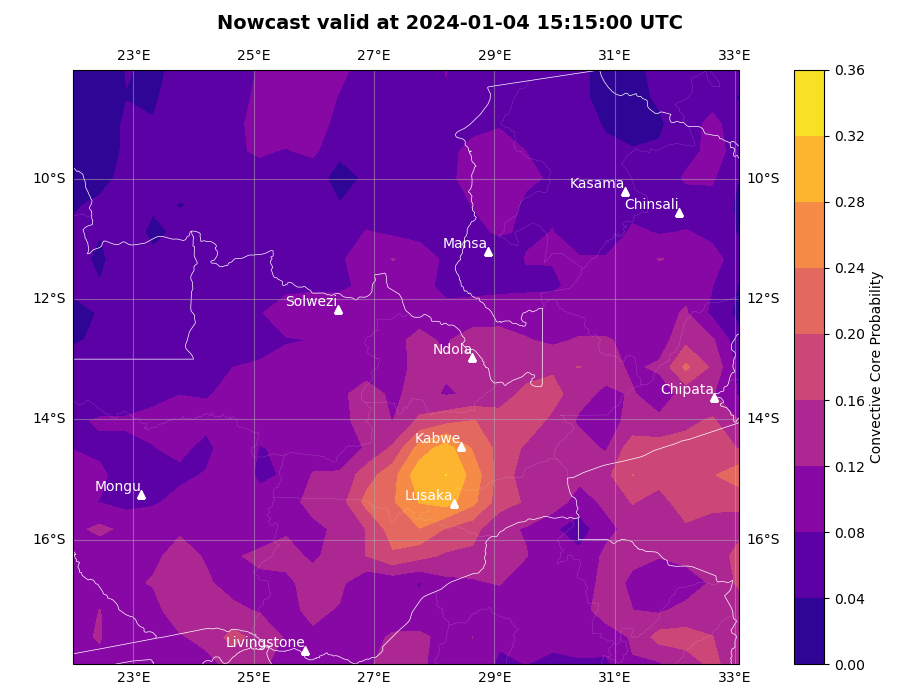 Nowcast valid at 2024-01-04 15:15:00 UTC
23°E 25°E 27°E 29°E 31°E 33°E
0.36
0.32
10°S Kasama 10°S
Chinsali
0.28
Mansa
0.24
12°S Solwezi 12°S
0.20
Ndola
Chipata
0.16
14°S 14°S
Kabwe
0.12
Mongu Lusaka
0.08
16°S 16°S
0.04
Livingstone
0.00
23°E 25°E 27°E 29°E 31°E 33°E
Convective Core Probability